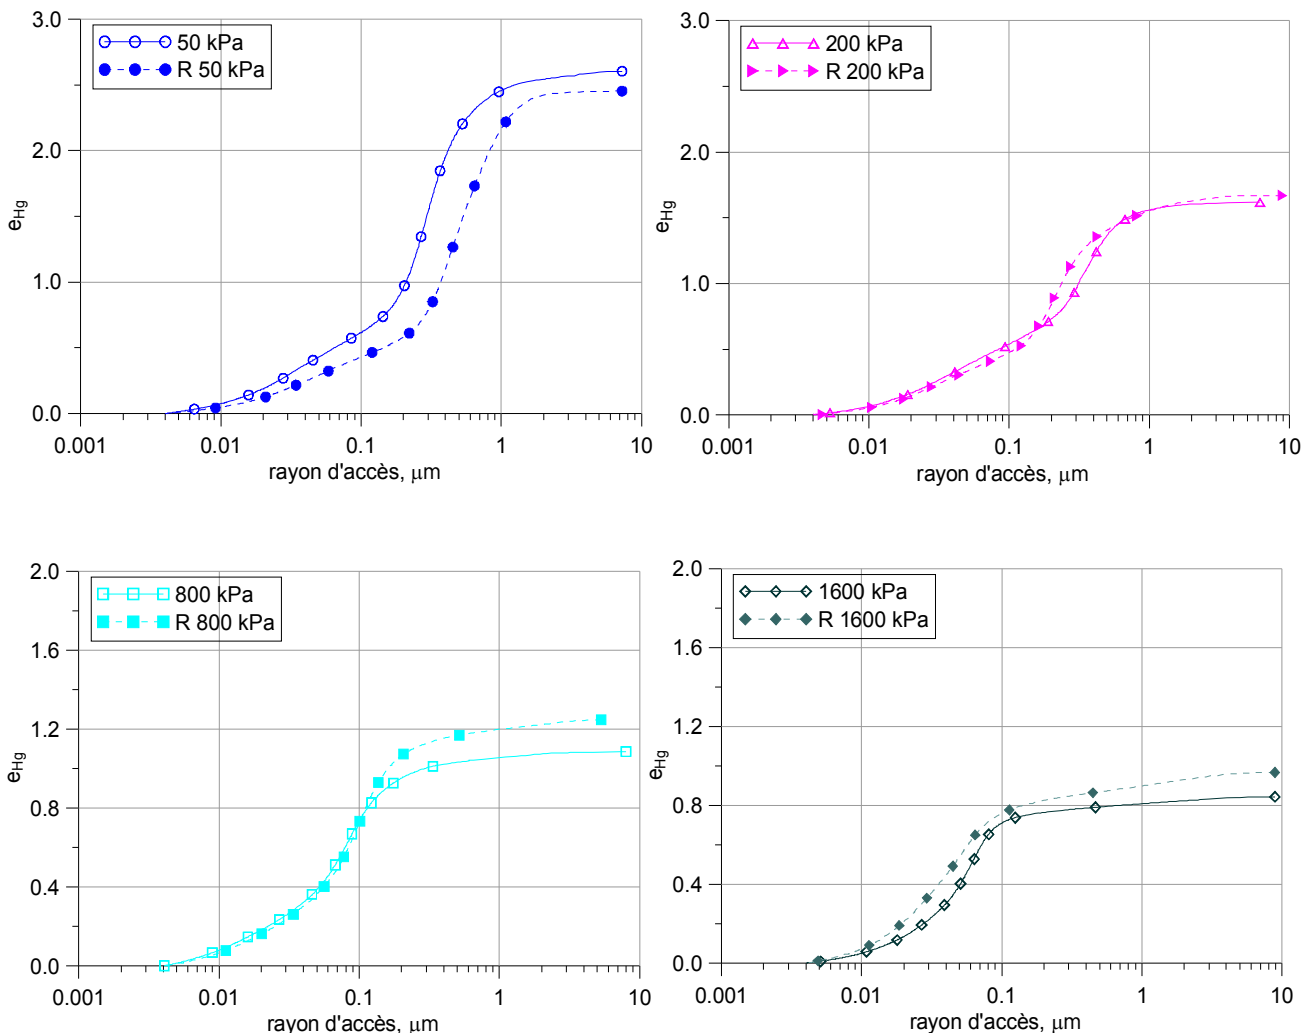 50 kPa
R 50 kPa
3.0
2.0
1.0
0.0
e_Hg
0.001
0.01
0.1
1
10
rayon d'accès, µm
200 kPa
R 200 kPa
3.0
2.0
1.0
0.0
e_Hg
0.001
0.01
0.1
1
10
rayon d'accès, µm
800 kPa
R 800 kPa
2.0
1.6
1.2
0.8
0.4
0.0
e_Hg
0.001
0.01
0.1
1
10
rayon d'accès, µm
1600 kPa
R 1600 kPa
2.0
1.6
1.2
0.8
0.4
0.0
e_Hg
0.001
0.01
0.1
1
10
rayon d'accès, µm